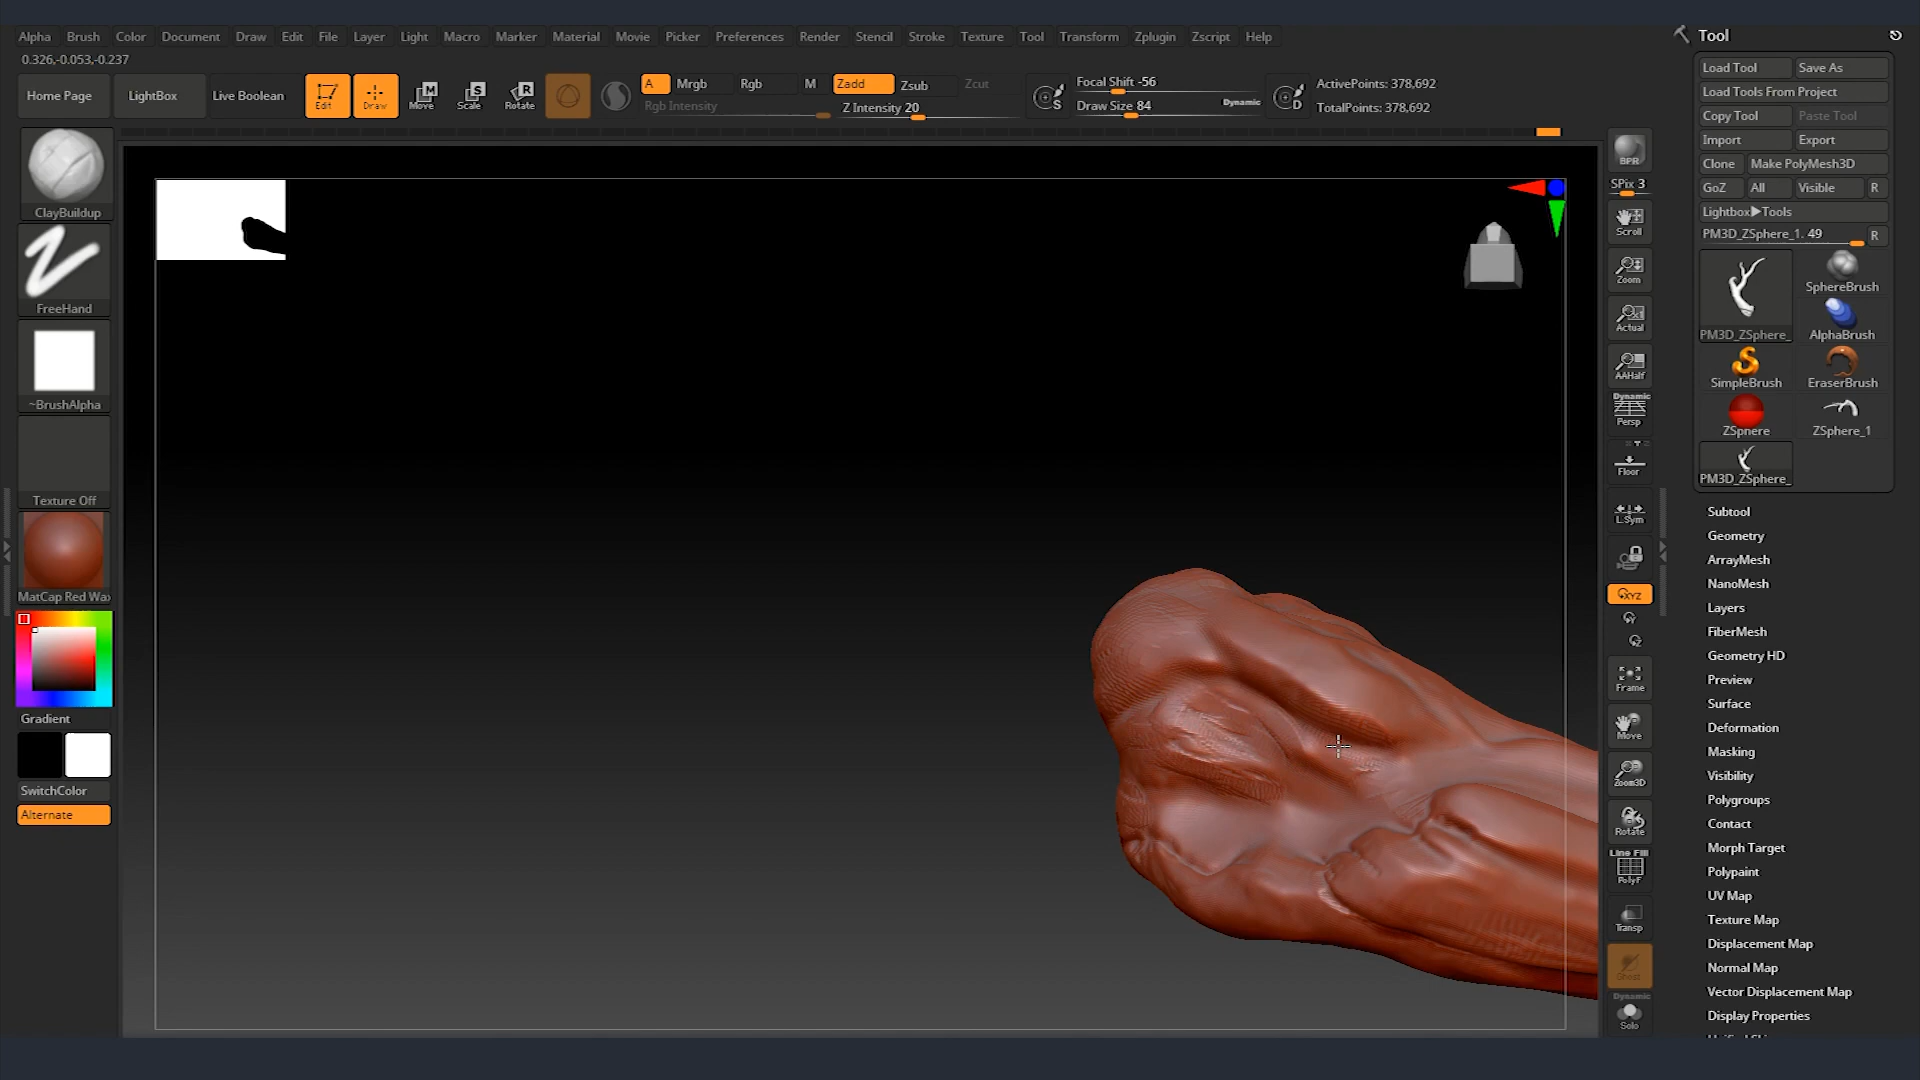 Alpha Brush Color Document Draw Edit File Layer Light Macro Marker Material Movie Picker Preferences Render Stencil Stroke Texture Tool Transform Zplugin Zscript Help
0.326,-0.053,-0.237
Home Page LightBox Live Boolean Edit Draw Move Scale Rotate
A Mrgb Rgb M Zadd Zsub Zcut
Rgb Intensity Z Intensity 20
S Focal Shift -56
Draw Size 84 Dynamic
D ActivePoints: 378,692
TotalPoints: 378,692
ClayBuildup
FreeHand
~BrushAlpha
Texture Off
MatCap Red Wax
Gradient
SwitchColor
Alternate
BPR
SPix 3
Scroll
Zoom
Actual
AAHalf
Dynamic
Persp
Floor
L.Sym
XYZ
Y
Z
Frame
Move
Zoom3D
Rotate
Line Fill
PolyF
Transp
Ghost
Dynamic
Solo
Tool
Load Tool Save As
Load Tools From Project
Copy Tool Paste Tool
Import Export
Clone Make PolyMesh3D
GoZ All Visible R
Lightbox▶Tools
PM3D_ZSphere_1. 49 R
PM3D_ZSphere_ SphereBrush
AlphaBrush
SimpleBrush EraserBrush
ZSphere ZSphere_1
PM3D_ZSphere_
Subtool
Geometry
ArrayMesh
NanoMesh
Layers
FiberMesh
Geometry HD
Preview
Surface
Deformation
Masking
Visibility
Polygroups
Contact
Morph Target
Polypaint
UV Map
Texture Map
Displacement Map
Normal Map
Vector Displacement Map
Display Properties